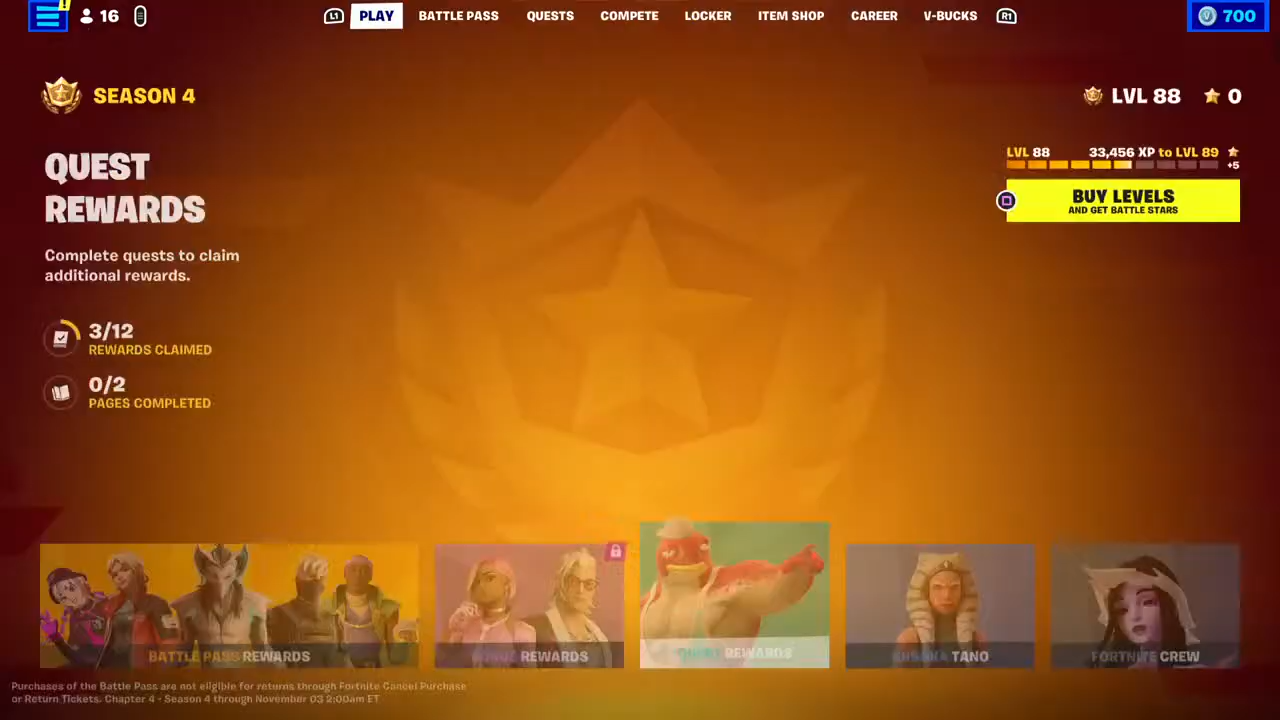 16
L1
PLAY
BATTLE PASS
QUESTS
COMPETE
LOCKER
ITEM SHOP
CAREER
V-BUCKS
R1
700
SEASON 4
LVL 88
0
QUEST
REWARDS
LVL 88
33,456 XP to LVL 89
+5
BUY LEVELS
AND GET BATTLE STARS
Complete quests to claim
additional rewards.
3/12
REWARDS CLAIMED
0/2
PAGES COMPLETED
BATTLE PASS REWARDS
REWARDS
QUEST REWARDS
AHSOKA TANO
FORTNITE CREW
Purchases of the Battle Pass are not eligible for returns through Fortnite Cancel Purchase
or Return Tickets. Chapter 4 - Season 4 through November 03 2:00am ET